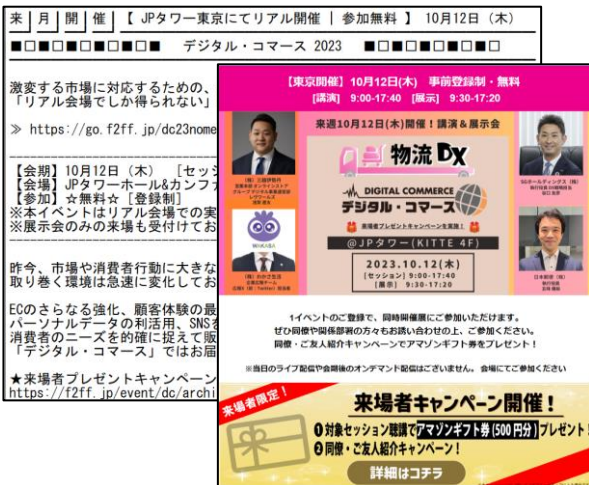 来|月|開|催|【 JPタワー東京にてリアル開催 | 参加無料 】 10月12日（木）
■□■□■□■□■□■ デジタル・コマース 2023 ■□■□■□■□■□
激変する市場に対応するための、
「リアル会場でしか得られない」
≫ https://go.f2ff.jp/dc23nome
【会期】10月12日（木） [セッシ
【会場】JPタワーホール&カンファ
【参加】☆無料☆ [登録制]
※本イベントはリアル会場での実
※展示会のみの来場も受付けてお
昨今、市場や消費者行動に大きな
取り巻く環境は急速に変化してお
ECのさらなる進化、顧客体験の最
パーソナルデータの利活用、SNSを
消費者のニーズを的確に捉えて販
「デジタル・コマース」ではお届
★来場者プレゼントキャンペーン
https://f2ff.jp/event/dc/archi
【東京開催】10月12日(木) 事前登録制・無料
[講演] 9:00-17:40 [展示] 9:30-17:20
来週10月12日(木)開催！講演＆展示会
物流DX
DIGITAL COMMERCE
デジタル・コマース
来場者プレゼントキャンペーンを実施！
@JPタワー(KITTE 4F)
2023.10.12(木)
[セッション] 9:00-17:40
[展示] 9:30-17:20
WAKASA
1イベントのご登録で、同時開催展にご参加いただけます。
ぜひ同僚や関係部署の方々もお誘い合わせの上、ご参加ください。
同僚・ご友人紹介キャンペーンでアマゾンギフト券をプレゼント！
※当日のライブ配信や会期後のオンデマンド配信はございません。 会場にてご参加ください
来場者限定！
来場者キャンペーン開催！
❶対象セッション聴講でアマゾンギフト券(500円分)プレゼント！
❷同僚・ご友人紹介キャンペーン！
詳細はコチラ